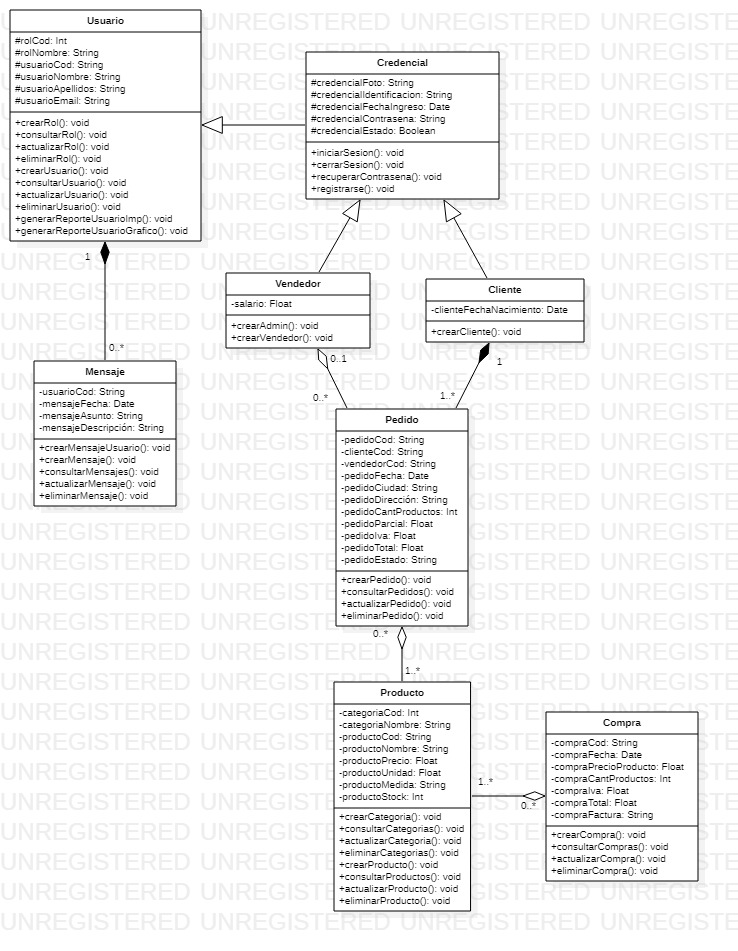 Usuario
#rolCod: Int
#rolNombre: String
#usuarioCod: String
#usuarioNombre: String
#usuarioApellidos: String
#usuarioEmail: String
+crearRol(): void
+consultarRol(): void
+actualizarRol(): void
+eliminarRol(): void
+crearUsuario(): void
+consultarUsuario(): void
+actualizarUsuario(): void
+eliminarUsuario(): void
+generarReporteUsuarioImp(): void
+generarReporteUsuarioGrafico(): void
Credencial
#credencialFoto: String
#credencialIdentificacion: String
#credencialFechaIngreso: Date
#credencialContrasena: String
#credencialEstado: Boolean
+iniciarSesion(): void
+cerrarSesion(): void
+recuperarContrasena(): void
+registrarse(): void
1
0..*
Vendedor
-salario: Float
+crearAdmin(): void
+crearVendedor(): void
Cliente
-clienteFechaNacimiento: Date
+crearCliente(): void
0..1
0..*
1
1..*
Mensaje
-usuarioCod: String
-mensajeFecha: Date
-mensajeAsunto: String
-mensajeDescripción: String
+crearMensajeUsuario(): void
+crearMensaje(): void
+consultarMensajes(): void
+actualizarMensaje(): void
+eliminarMensaje(): void
Pedido
-pedidoCod: String
-clienteCod: String
-vendedorCod: String
-pedidoFecha: Date
-pedidoCiudad: String
-pedidoDirección: String
-pedidoCantProductos: Int
-pedidoParcial: Float
-pedidoIva: Float
-pedidoTotal: Float
-pedidoEstado: String
+crearPedido(): void
+consultarPedidos(): void
+actualizarPedido(): void
+eliminarPedido(): void
0..*
1..*
Producto
-categoriaCod: Int
-categoriaNombre: String
-productoCod: String
-productoNombre: String
-productoPrecio: Float
-productoUnidad: Float
-productoMedida: String
-productoStock: Int
+crearCategoria(): void
+consultarCategorias(): void
+actualizarCategoria(): void
+eliminarCategorias(): void
+crearProducto(): void
+consultarProductos(): void
+actualizarProducto(): void
+eliminarProducto(): void
1..*
0..*
Compra
-compraCod: String
-compraFecha: Date
-compraPrecioProducto: Float
-compraCantProductos: Int
-compraIva: Float
-compraTotal: Float
-compraFactura: String
+crearCompra(): void
+consultarCompras(): void
+actualizarCompra(): void
+eliminarCompra(): void
UNREGISTERED